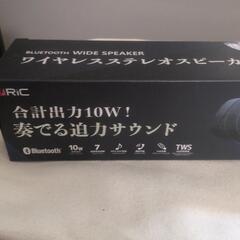 RiC
BLUETOOTH WIDE SPEAKER
ワイヤレスステレオスピーカ
合計出力10W!
奏でる迫力サウンド
Bluetooth 10W 7 TWS